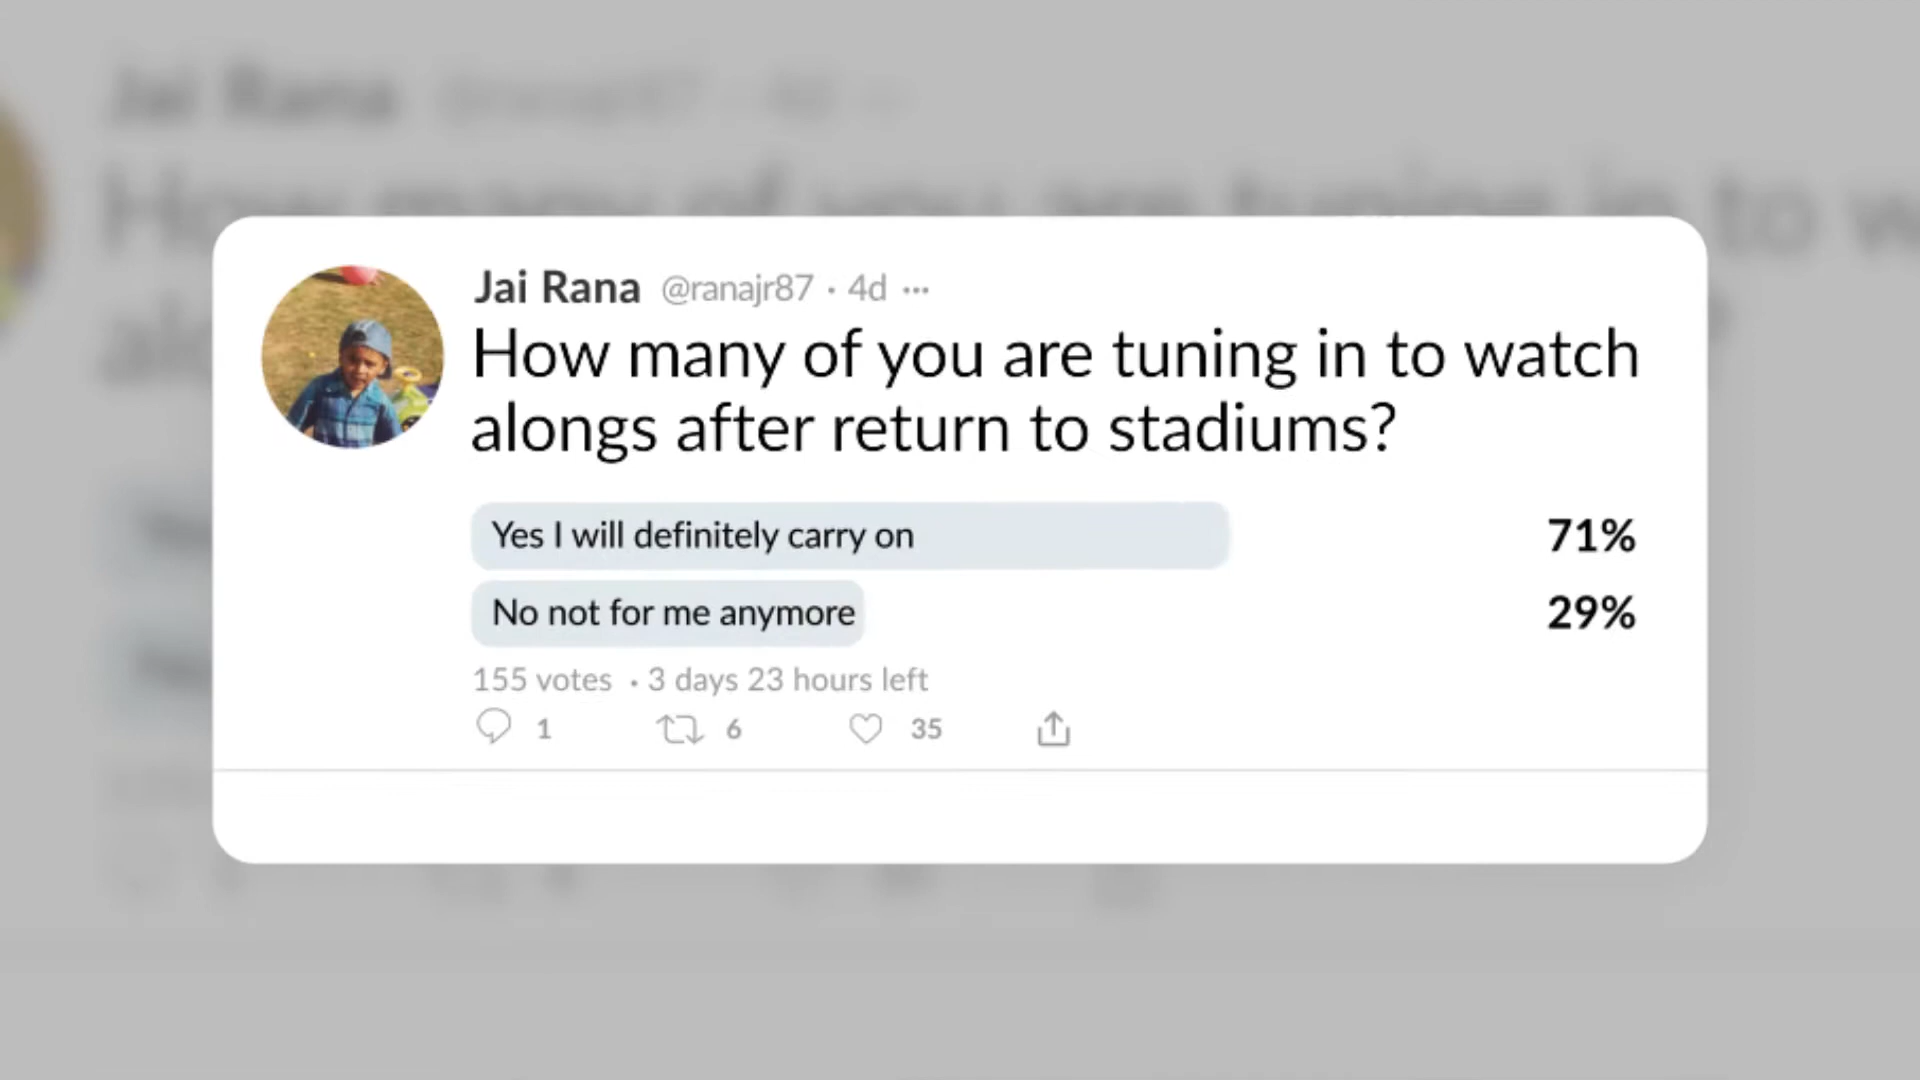 Jai Rana @ranajr87 · 4d ···
How many of you are tuning in to watch
alongs after return to stadiums?
Yes I will definitely carry on 71%
No not for me anymore 29%
155 votes · 3 days 23 hours left
1 6 35